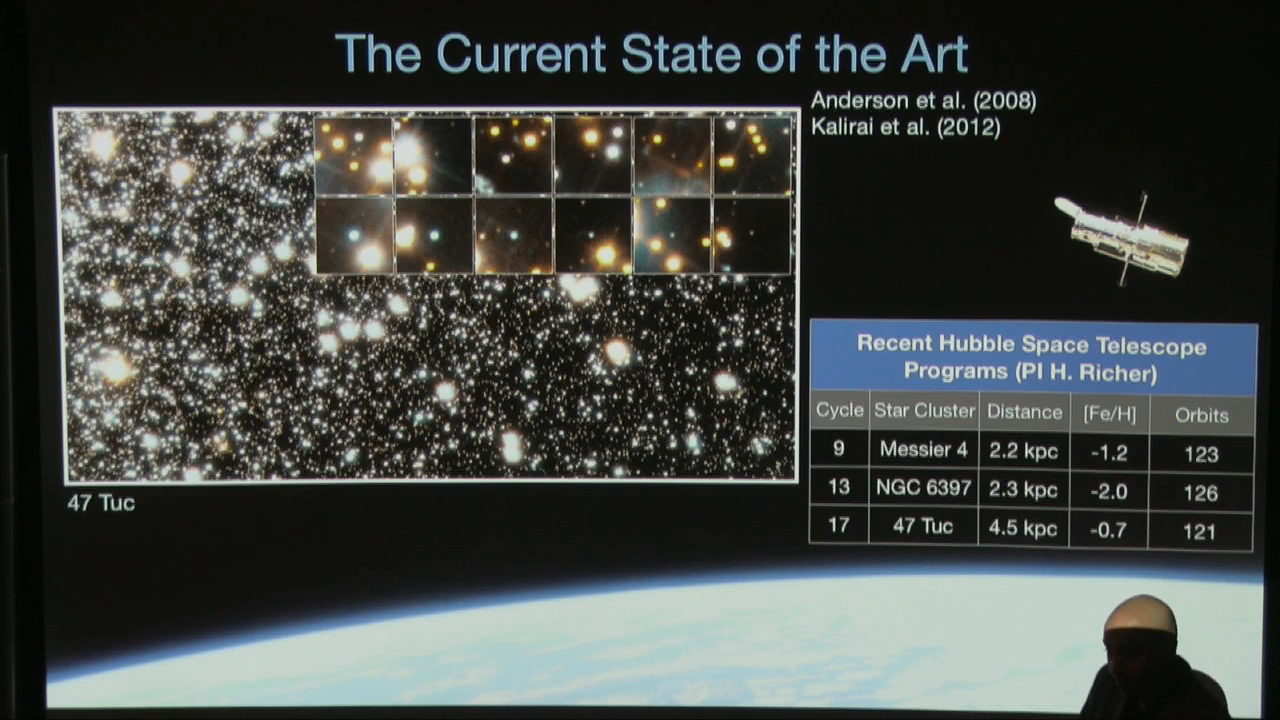 The Current State of the Art
Anderson et al. (2008)
Kalirai et al. (2012)
47 Tuc
Recent Hubble Space Telescope
Programs (PI H. Richer)
Cycle Star Cluster Distance [Fe/H] Orbits
9 Messier 4 2.2 kpc -1.2 123
13 NGC 6397 2.3 kpc -2.0 126
17 47 Tuc 4.5 kpc -0.7 121